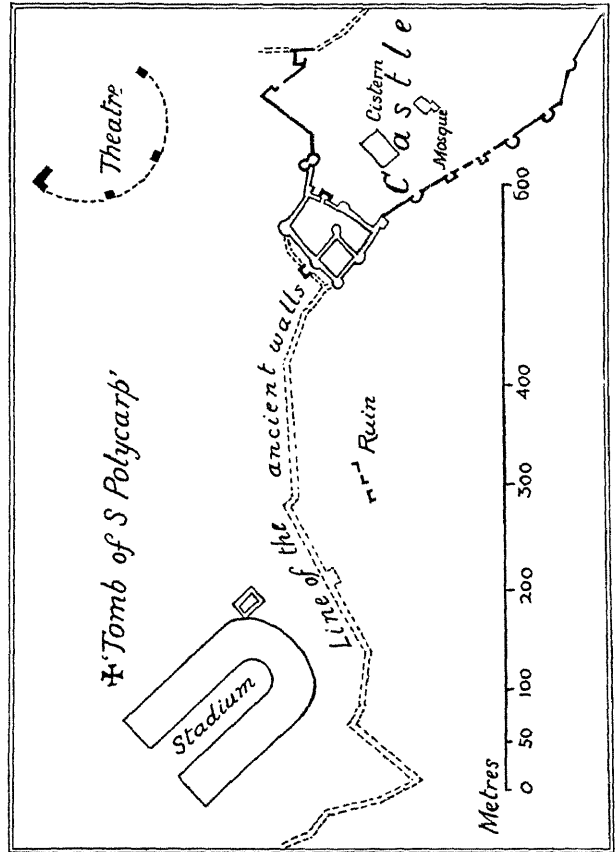 Theatre
Castle
Cistern
Mosque
'Tomb of S Polycarp'
Line of the ancient walls
Ruin
Stadium
Metres
0 50 100 200 300 400 600